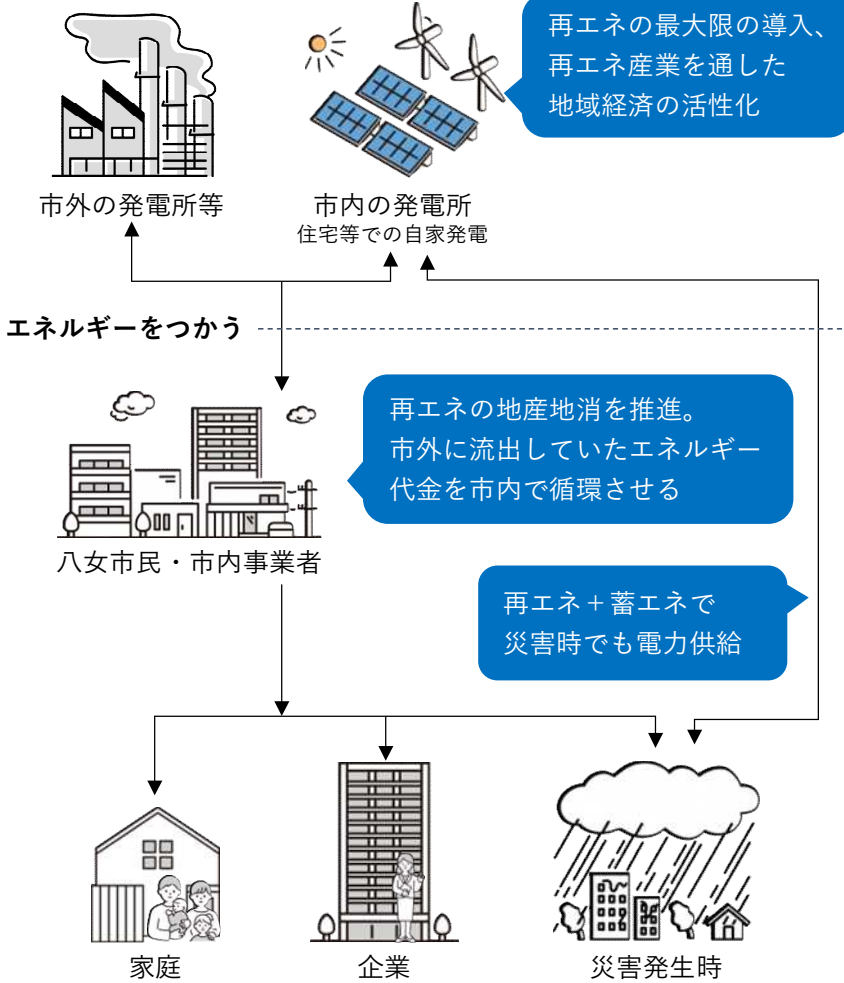 再エネの最大限の導入、
再エネ産業を通した
地域経済の活性化
市外の発電所等
市内の発電所
住宅等での自家発電
エネルギーをつかう
再エネの地産地消を推進。
市外に流出していたエネルギー
代金を市内で循環させる
八女市民・市内事業者
再エネ＋蓄エネで
災害時でも電力供給
家庭
企業
災害発生時